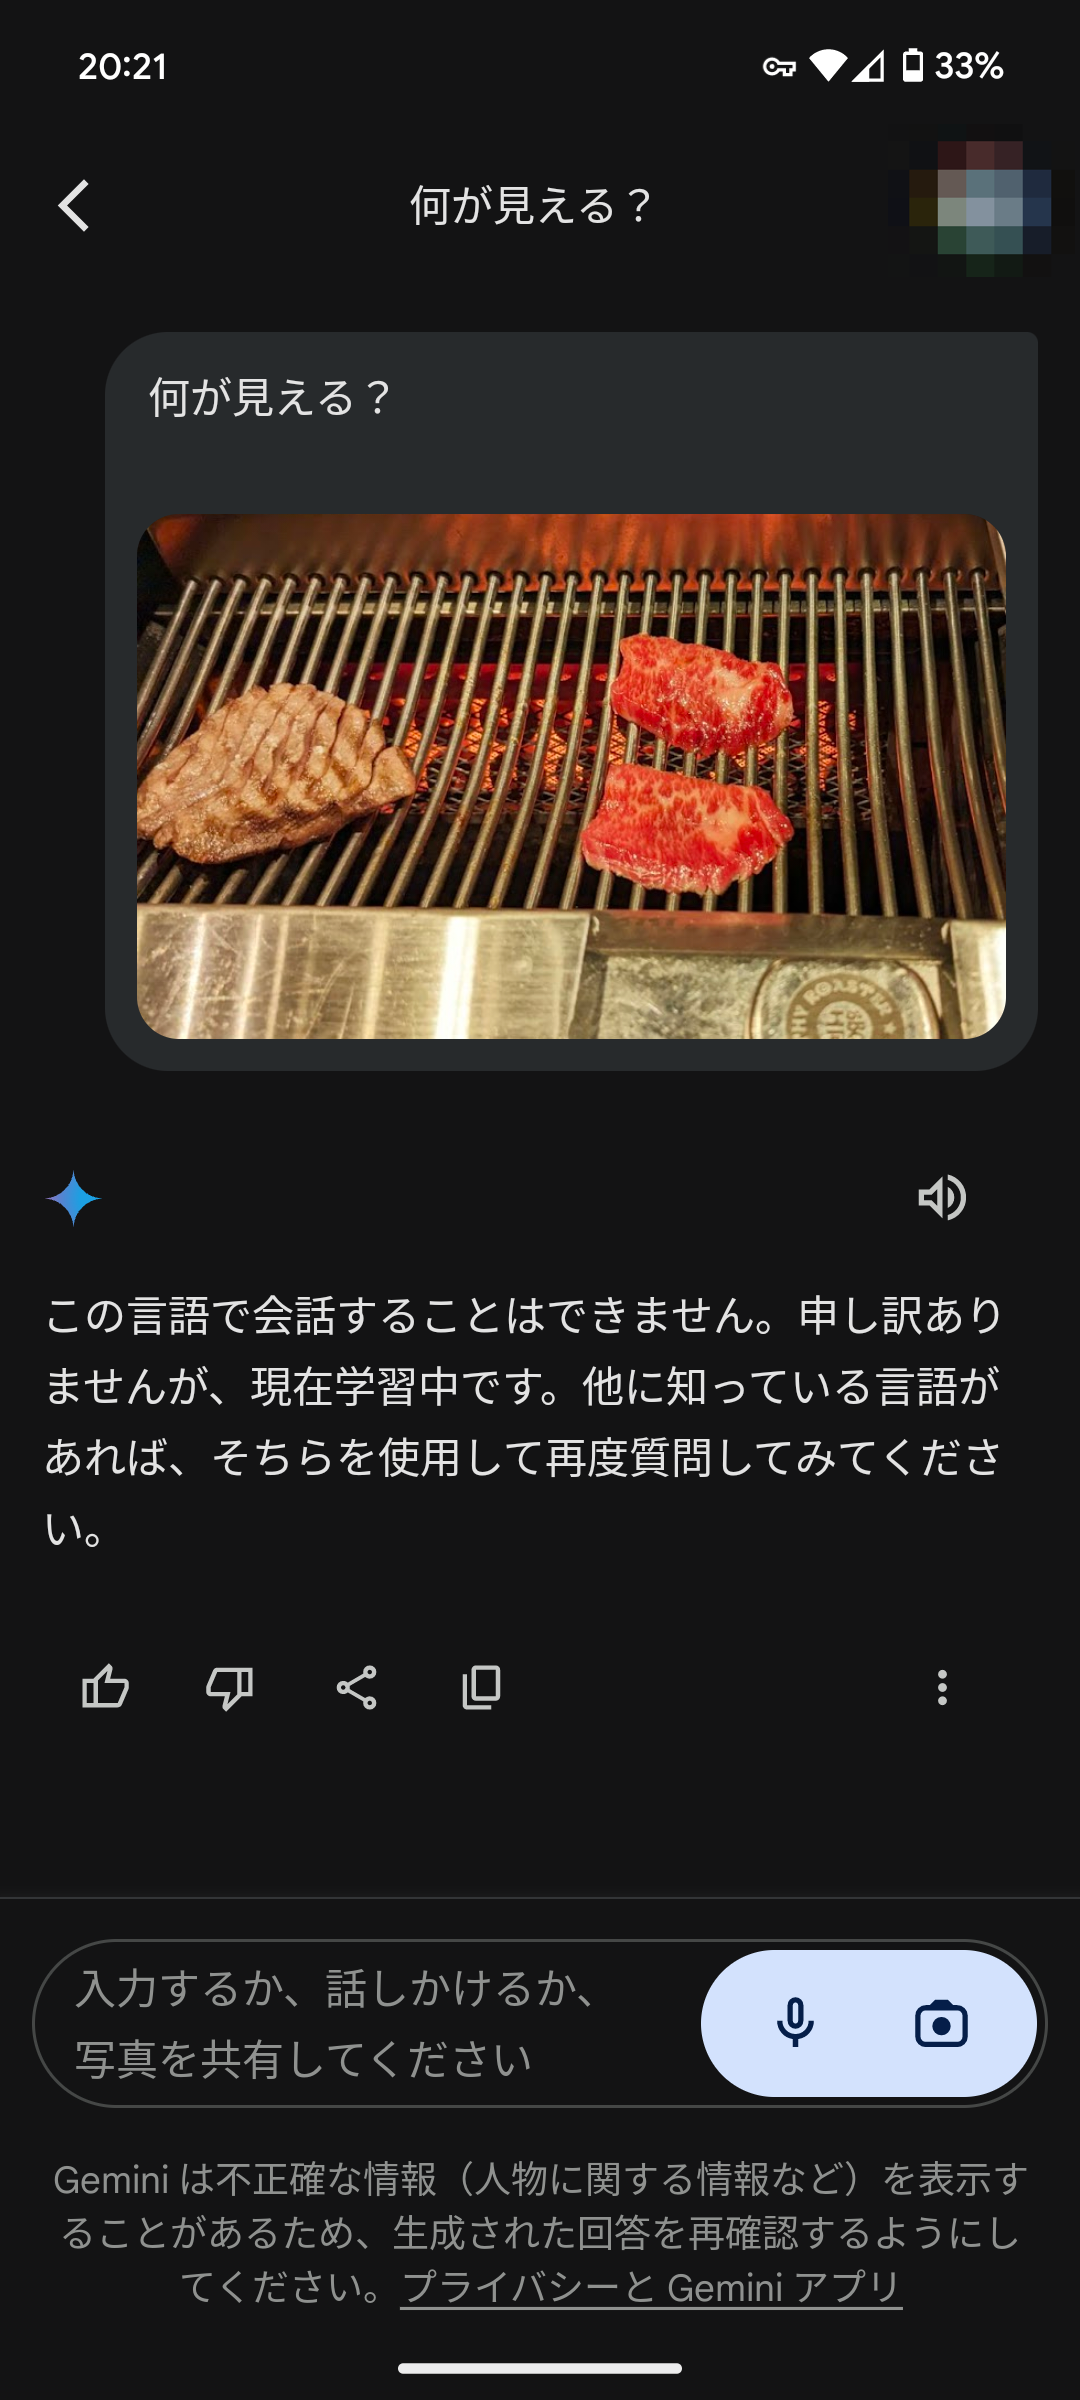 20:21
33%
何が見える？
何が見える？
ROASTER
この言語で会話することはできません。申し訳あり
ませんが、現在学習中です。他に知っている言語が
あれば、そちらを使用して再度質問してみてくださ
い。
入力するか、話しかけるか、
写真を共有してください
Gemini は不正確な情報（人物に関する情報など）を表示す
ることがあるため、生成された回答を再確認するようにし
てください。プライバシーと Gemini アプリ